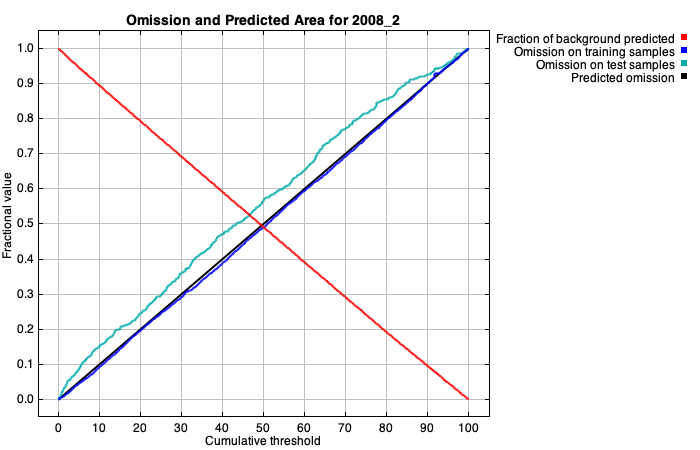 Omission and Predicted Area for 2008_2
Fraction of background predicted
Omission on training samples
Omission on test samples
Predicted omission
Fractional value
1.0
0.9
0.8
0.7
0.6
0.5
0.4
0.3
0.2
0.1
0.0
0 10 20 30 40 50 60 70 80 90 100
Cumulative threshold